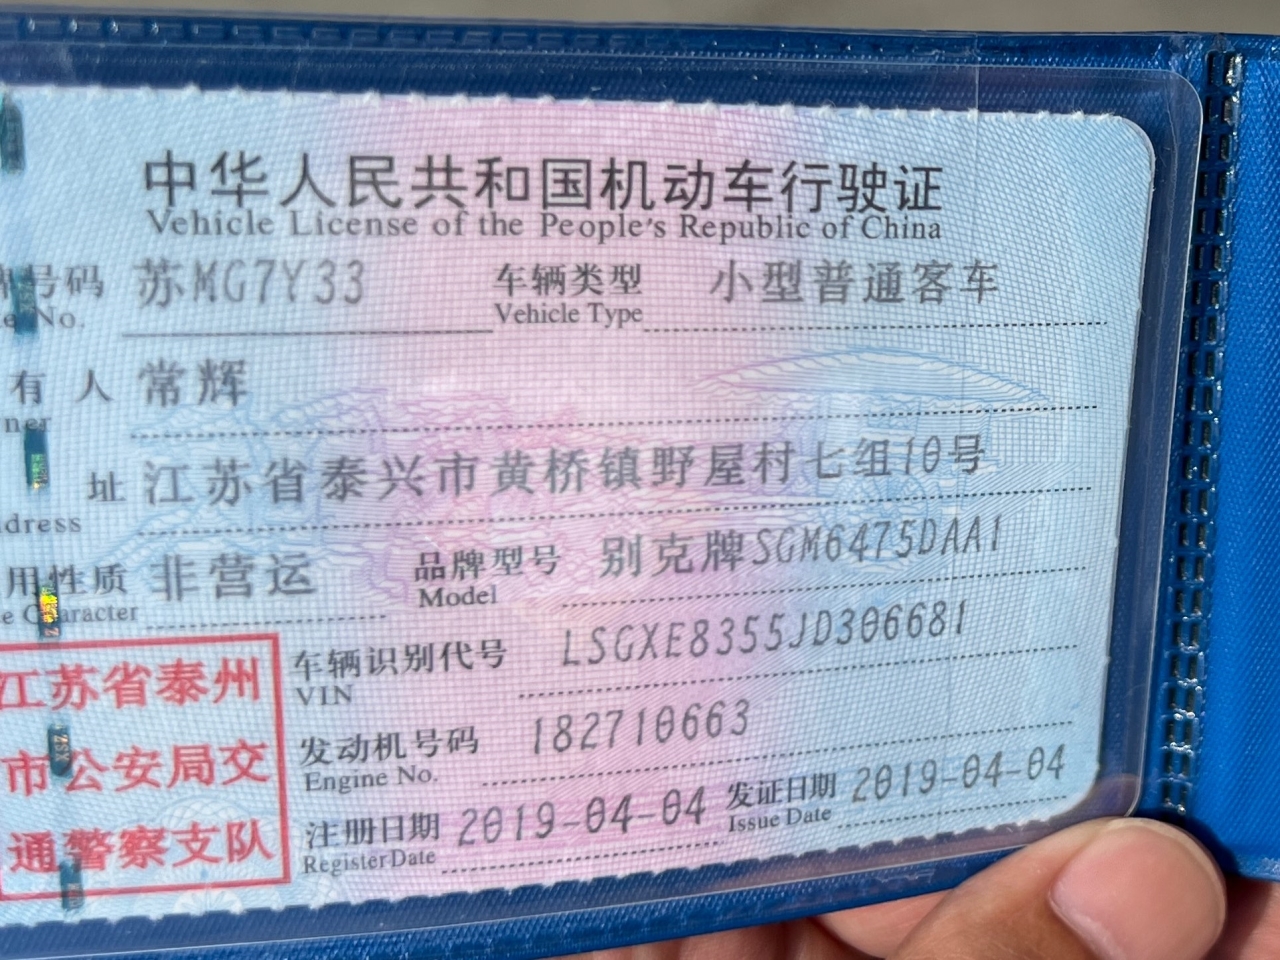 中华人民共和国机动车行驶证
Vehicle License of the People's Republic of China
号码 苏MG7Y33 车辆类型 小型普通客车
No. Vehicle Type
有人 常辉
址 江苏省泰兴市黄桥镇野屋村七组10号
用性质 非营运 品牌型号 别克牌SGM6475DAA1
Character Model
车辆识别代号 LSGXE8355JD306681
VIN
发动机号码 182710663
Engine No.
注册日期 2019-04-04 发证日期 2019-04-04
Register Date Issue Date
江苏省泰州
市公安局交
通警察支队